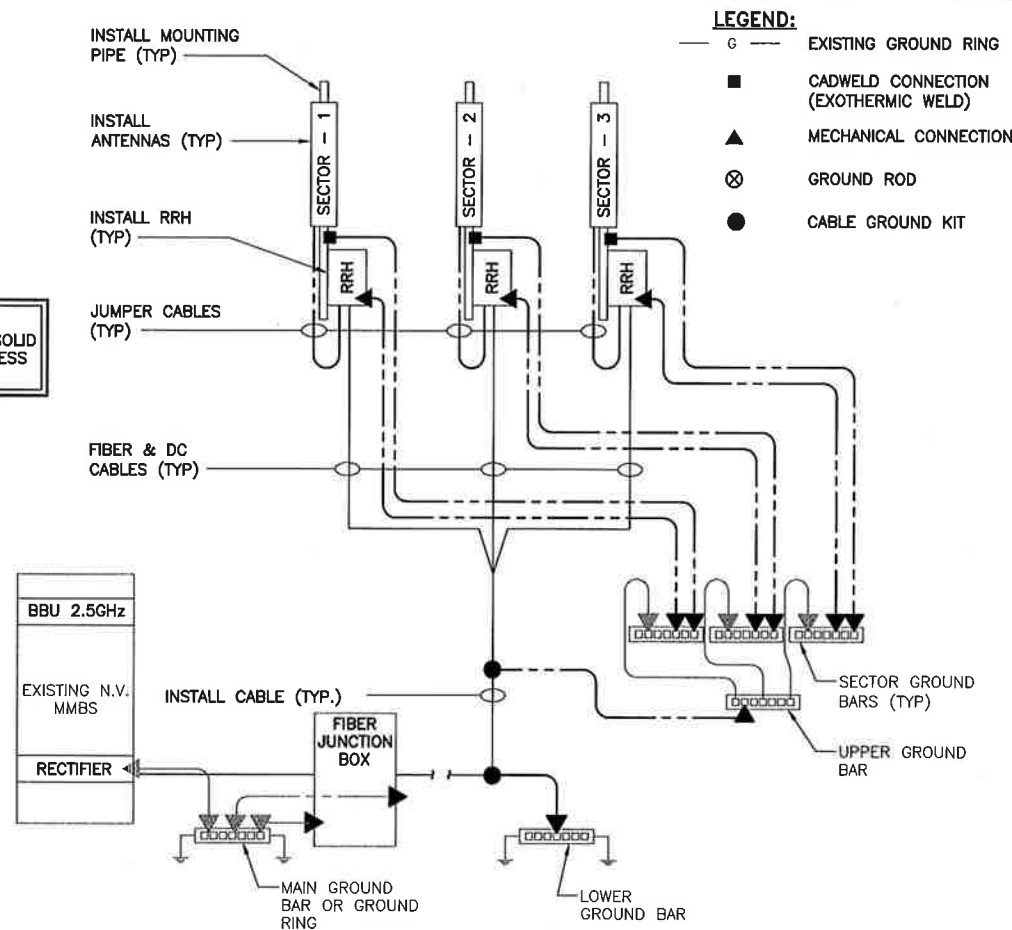 LEGEND:
G EXISTING GROUND RING
CADWELD CONNECTION
(EXOTHERMIC WELD)
MECHANICAL CONNECTION
GROUND ROD
CABLE GROUND KIT
INSTALL MOUNTING
PIPE (TYP)
INSTALL
ANTENNAS (TYP)
SECTOR - 1
SECTOR - 2
SECTOR - 3
INSTALL RRH
(TYP)
RRH
RRH
RRH
JUMPER CABLES
(TYP)
SOLID
ESS
FIBER & DC
CABLES (TYP)
BBU 2.5GHz
EXISTING N.V.
MMBS
RECTIFIER
INSTALL CABLE (TYP.)
FIBER
JUNCTION
BOX
SECTOR GROUND
BARS (TYP)
UPPER GROUND
BAR
MAIN GROUND
BAR OR GROUND
RING
LOWER
GROUND BAR